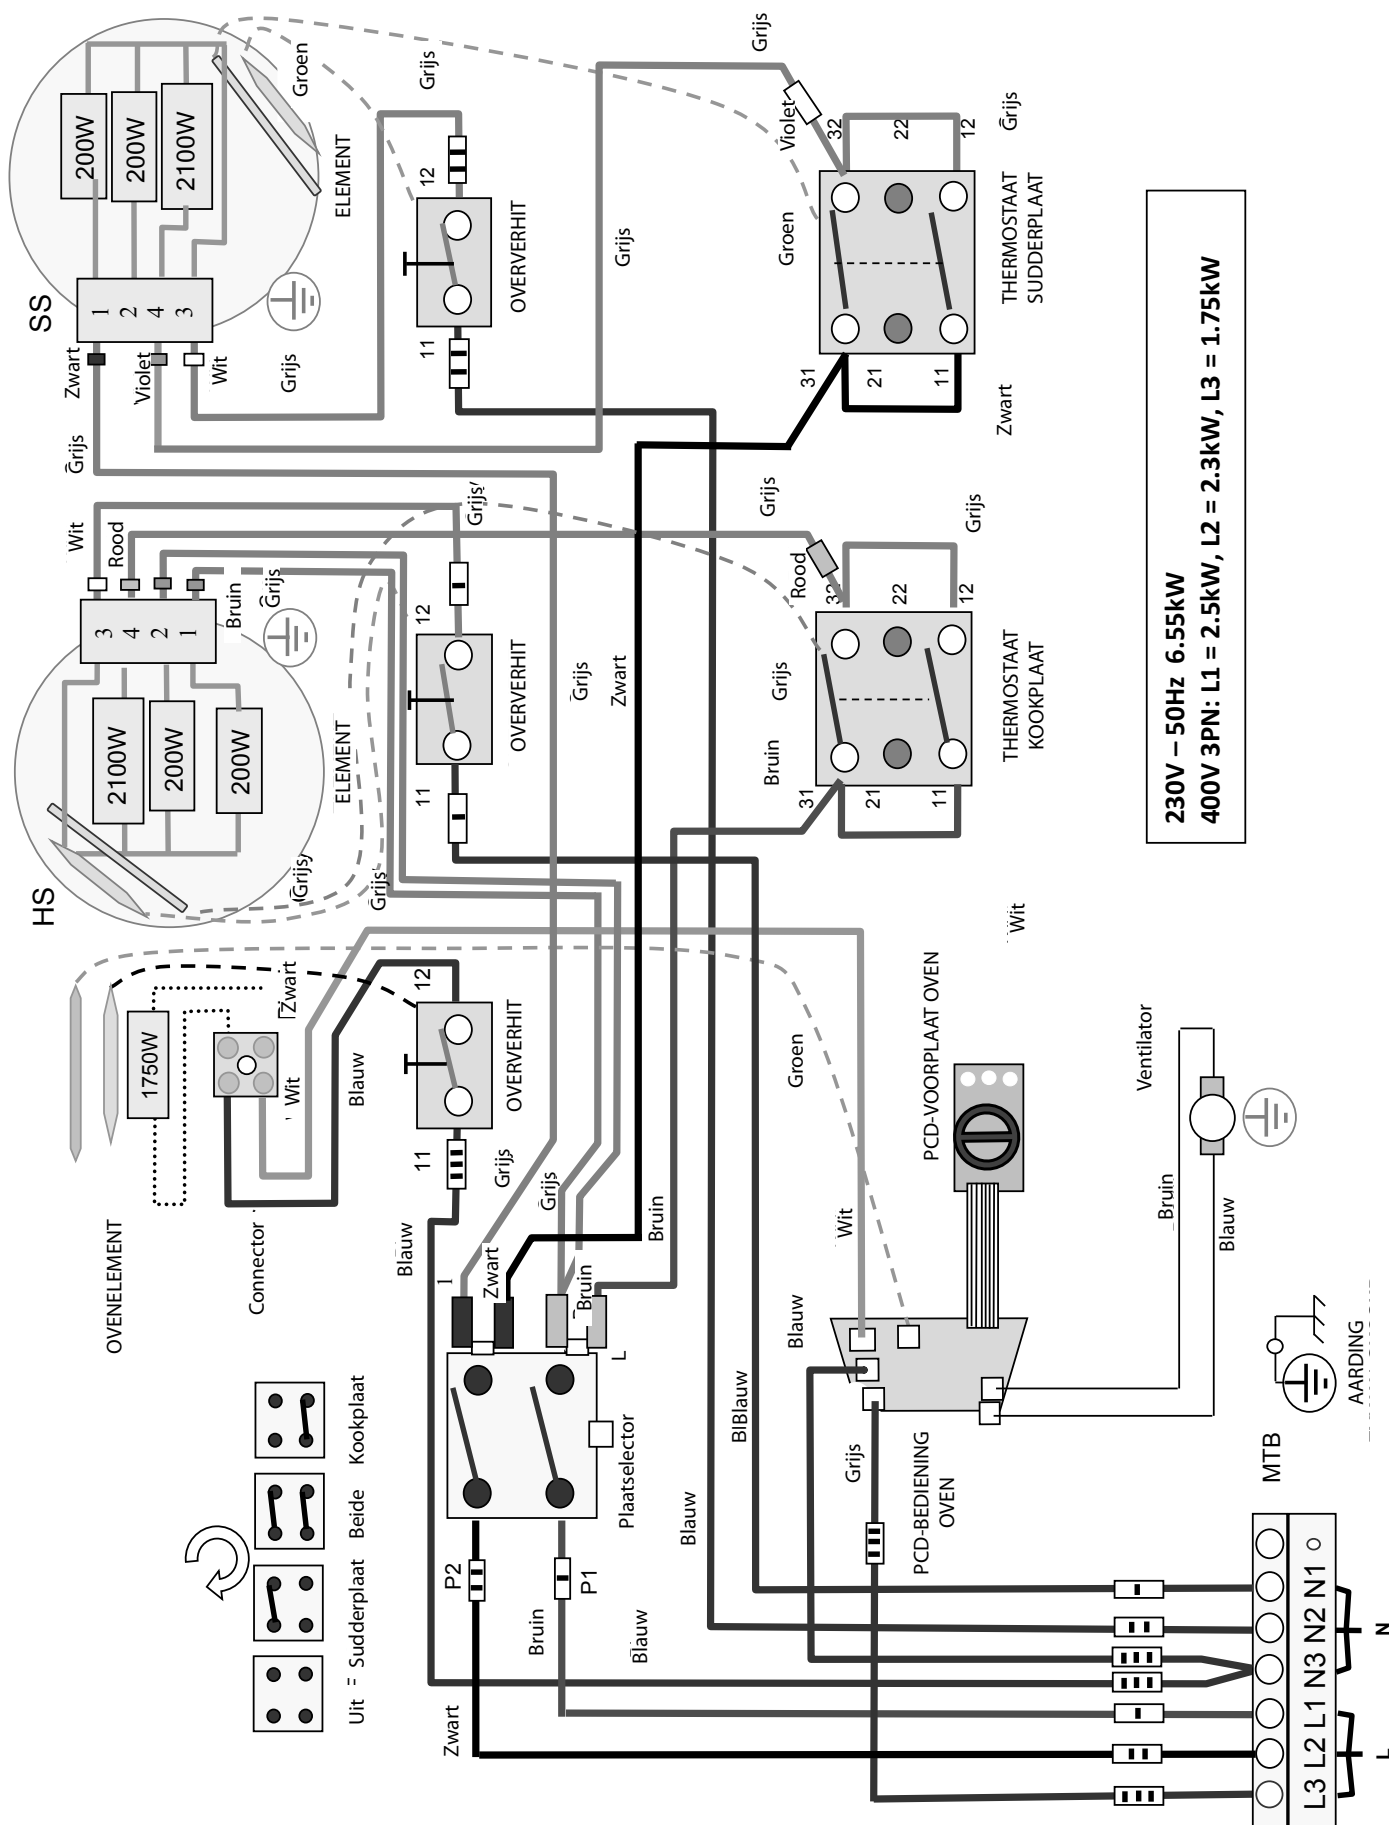 SS
200W
200W
2100W
ELEMENT
1
2
4
3
Zwart
Violet
Wit
Grijs
Grijs
Groen
Grijs
12
11
OVERVERHIT
Grijs
Grijs
Violet
32
22
12
Grijs
Groen
31
21
11
Zwart
THERMOSTAAT
SUDDERPLAAT
HS
2100W
200W
200W
ELEMENT
3
4
2
1
Wit
Rood
Bruin
Grijs
Grijs
Grijs
Grijs
12
11
OVERVERHIT
Grijs
Zwart
Grijs
Rood
32
22
12
Grijs
Grijs
Bruin
31
21
11
THERMOSTAAT
KOOKPLAAT
230V – 50Hz 6.55kW
400V 3PN: L1 = 2.5kW, L2 = 2.3kW, L3 = 1.75kW
OVENELEMENT
1750W
Connector
Zwart
Wit
Blauw
12
11
OVERVERHIT
Blauw
Grijs
Grijs
1
Zwart
Bruin
Bruin
L
Plaatselector
P2
P1
Zwart
Bruin
Blauw
Blauw
BlBlauw
Uit
Sudderplaat
Beide
Kookplaat
Groen
Wit
Wit
Blauw
Grijs
PCD-VOORPLAAT OVEN
PCD-BEDIENING
OVEN
Ventilator
Bruin
Blauw
AARDING
MTB
L3 L2 L1 N3 N2 N1
L
N